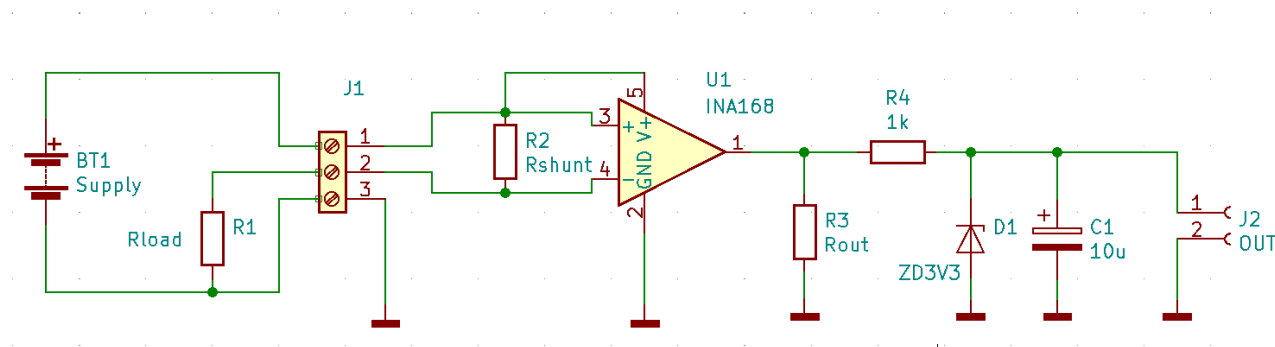 J1
1
2
3
BT1
Supply
R1
Rload
R2
Rshunt
U1
INA168
3
4
5
2
1
+
V+
GND
-
R3
Rout
R4
1k
D1
ZD3V3
+
C1
10u
1
2
J2
OUT
+